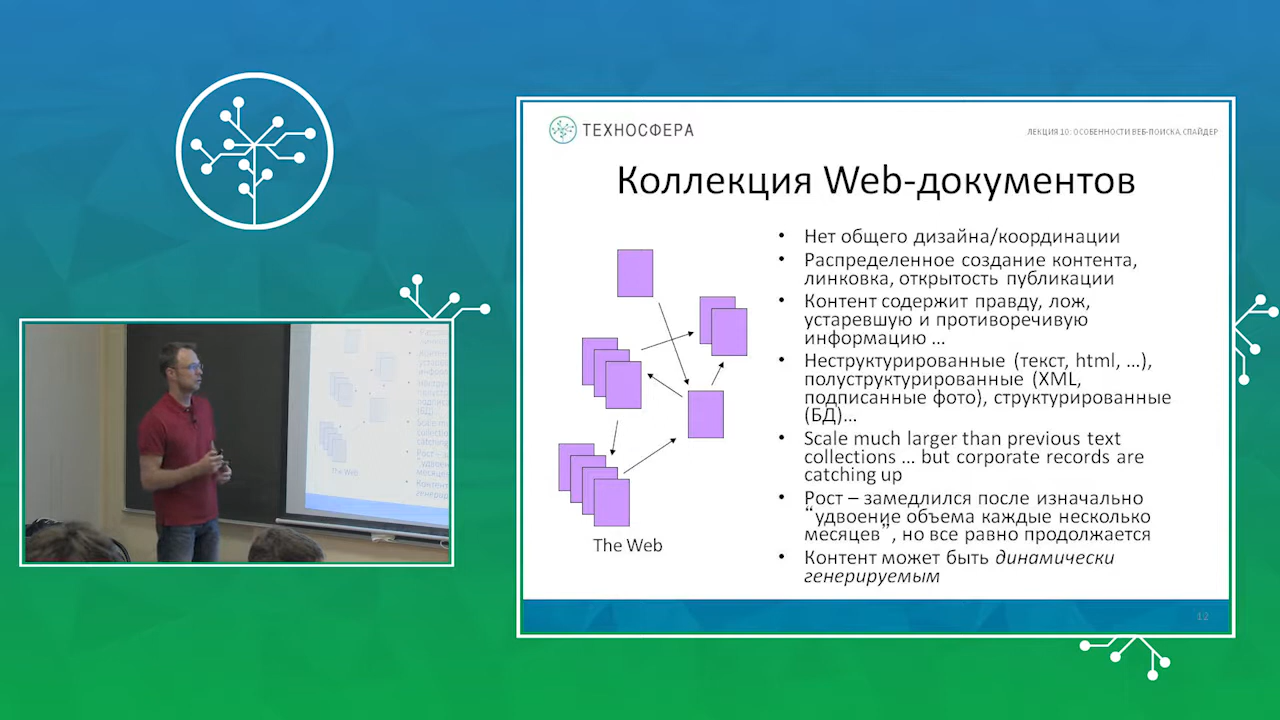 ТЕХНОСФЕРА
ЛЕКЦИЯ 10: ОСОБЕННОСТИ ВЕБ-ПОИСКА, СПАЙДЕР
Коллекция Web-документов
• Нет общего дизайна/координации
• Распределенное создание контента,
линковка, открытость публикации
• Контент содержит правду, лож,
устаревшую и противоречивую
информацию ...
• Неструктурированные (текст, html, ...),
полуструктурированные (XML,
подписанные фото), структурированные
(БД)...
• Scale much larger than previous text
collections ... but corporate records are
catching up
• Рост – замедлился после изначально
“удвоение объема каждые несколько
месяцев”, но все равно продолжается
• Контент может быть динамически
генерируемым
The Web
12